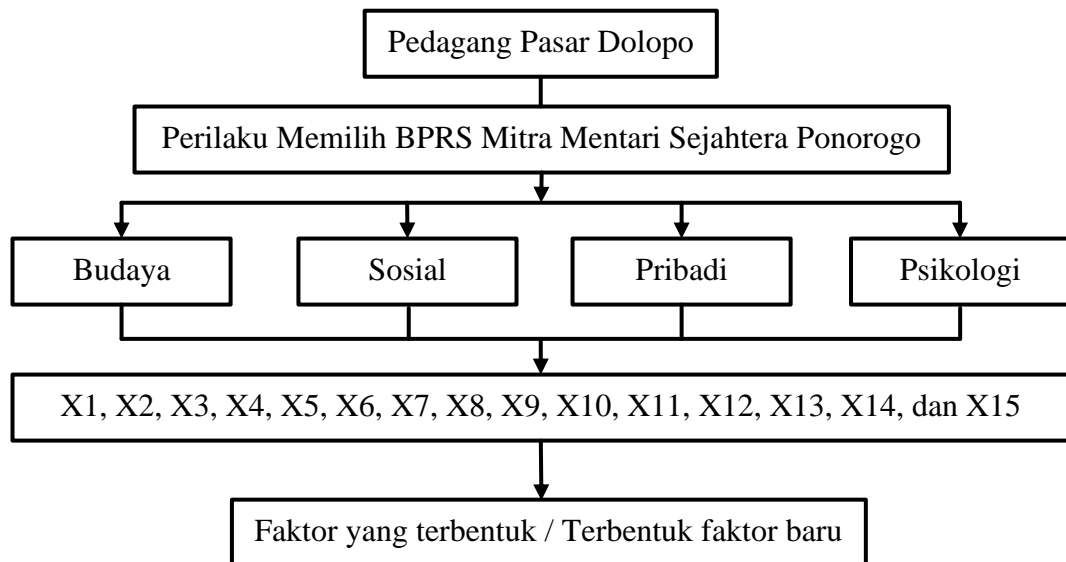 Pedagang Pasar Dolopo
Perilaku Memilih BPRS Mitra Mentari Sejahtera Ponorogo
Budaya
Sosial
Pribadi
Psikologi
X1, X2, X3, X4, X5, X6, X7, X8, X9, X10, X11, X12, X13, X14, dan X15
Faktor yang terbentuk / Terbentuk faktor baru